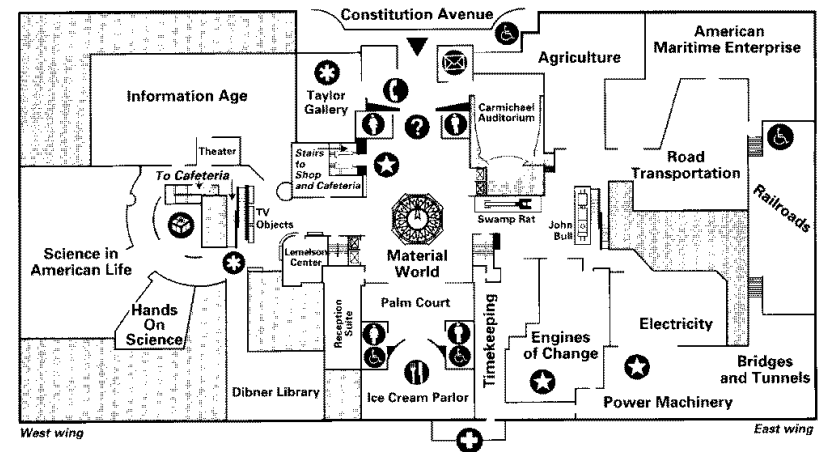 Constitution Avenue
American
Maritime Enterprise
Agriculture
Information Age
Taylor
Gallery
?
Carmichael
Auditorium
Theater
Stairs
to
Shop
and Cafeteria
To Cafeteria
Road
Transportation
Railroads
TV
Objects
Swamp Rat
John
Bull
Science in
American Life
Lemelson
Center
Material
World
Hands
On
Science
Reception
Suite
Palm Court
Timekeeping
Engines
of Change
Electricity
Dibner Library
Ice Cream Parlor
Power Machinery
Bridges
and Tunnels
West wing
East wing